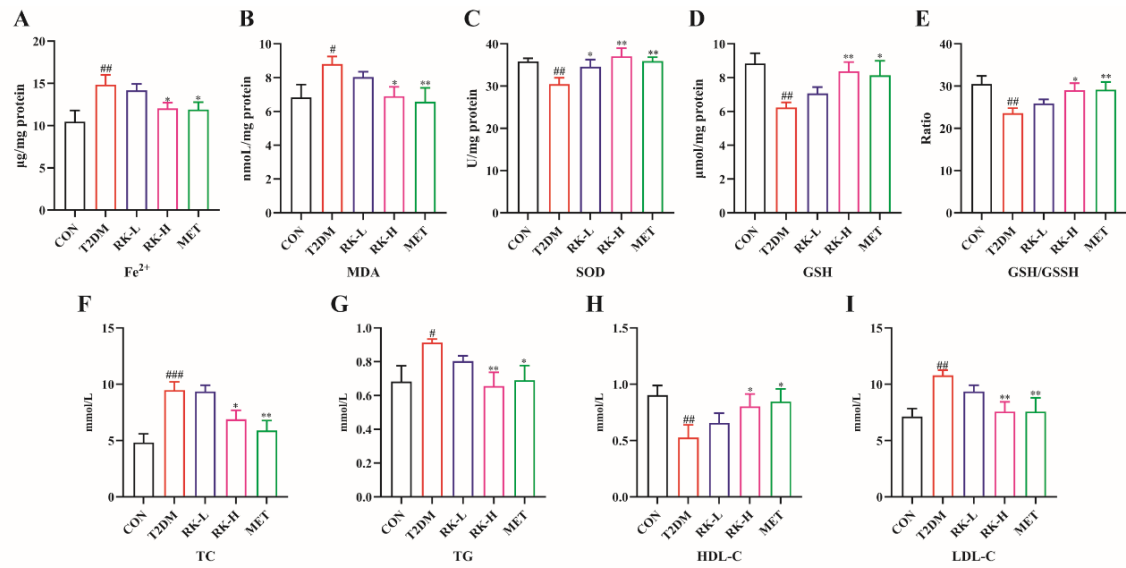 A
μg/mg protein
20
15
10
5
0
##
*
*
CON
T2DM
RK-L
RK-H
MET
Fe²⁺
B
nmoL/mg protein
10
8
6
4
2
0
#
*
**
CON
T2DM
RK-L
RK-H
MET
MDA
C
U/mg protein
40
30
20
10
0
##
*
**
**
CON
T2DM
RK-L
RK-H
MET
SOD
D
μmol/mg protein
10
8
6
4
2
0
##
**
*
CON
T2DM
RK-L
RK-H
MET
GSH
E
Ratio
40
30
20
10
0
##
*
**
CON
T2DM
RK-L
RK-H
MET
GSH/GSSH
F
mmol/L
15
10
5
0
###
*
**
CON
T2DM
RK-L
RK-H
MET
TC
G
mmol/L
1.0
0.8
0.6
0.4
0.2
0.0
#
**
*
CON
T2DM
RK-L
RK-H
MET
TG
H
mmol/L
1.5
1.0
0.5
0.0
##
*
*
CON
T2DM
RK-L
RK-H
MET
HDL-C
I
mmol/L
15
10
5
0
##
**
**
CON
T2DM
RK-L
RK-H
MET
LDL-C